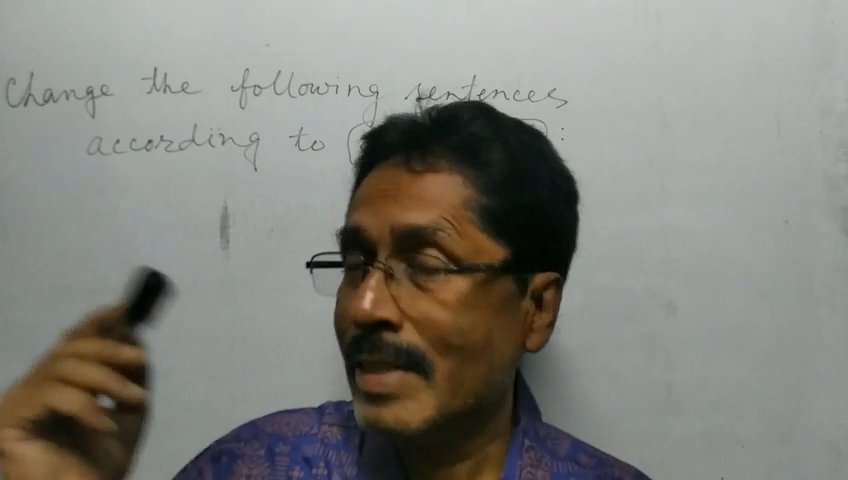 Change the following sentences
according to (
: